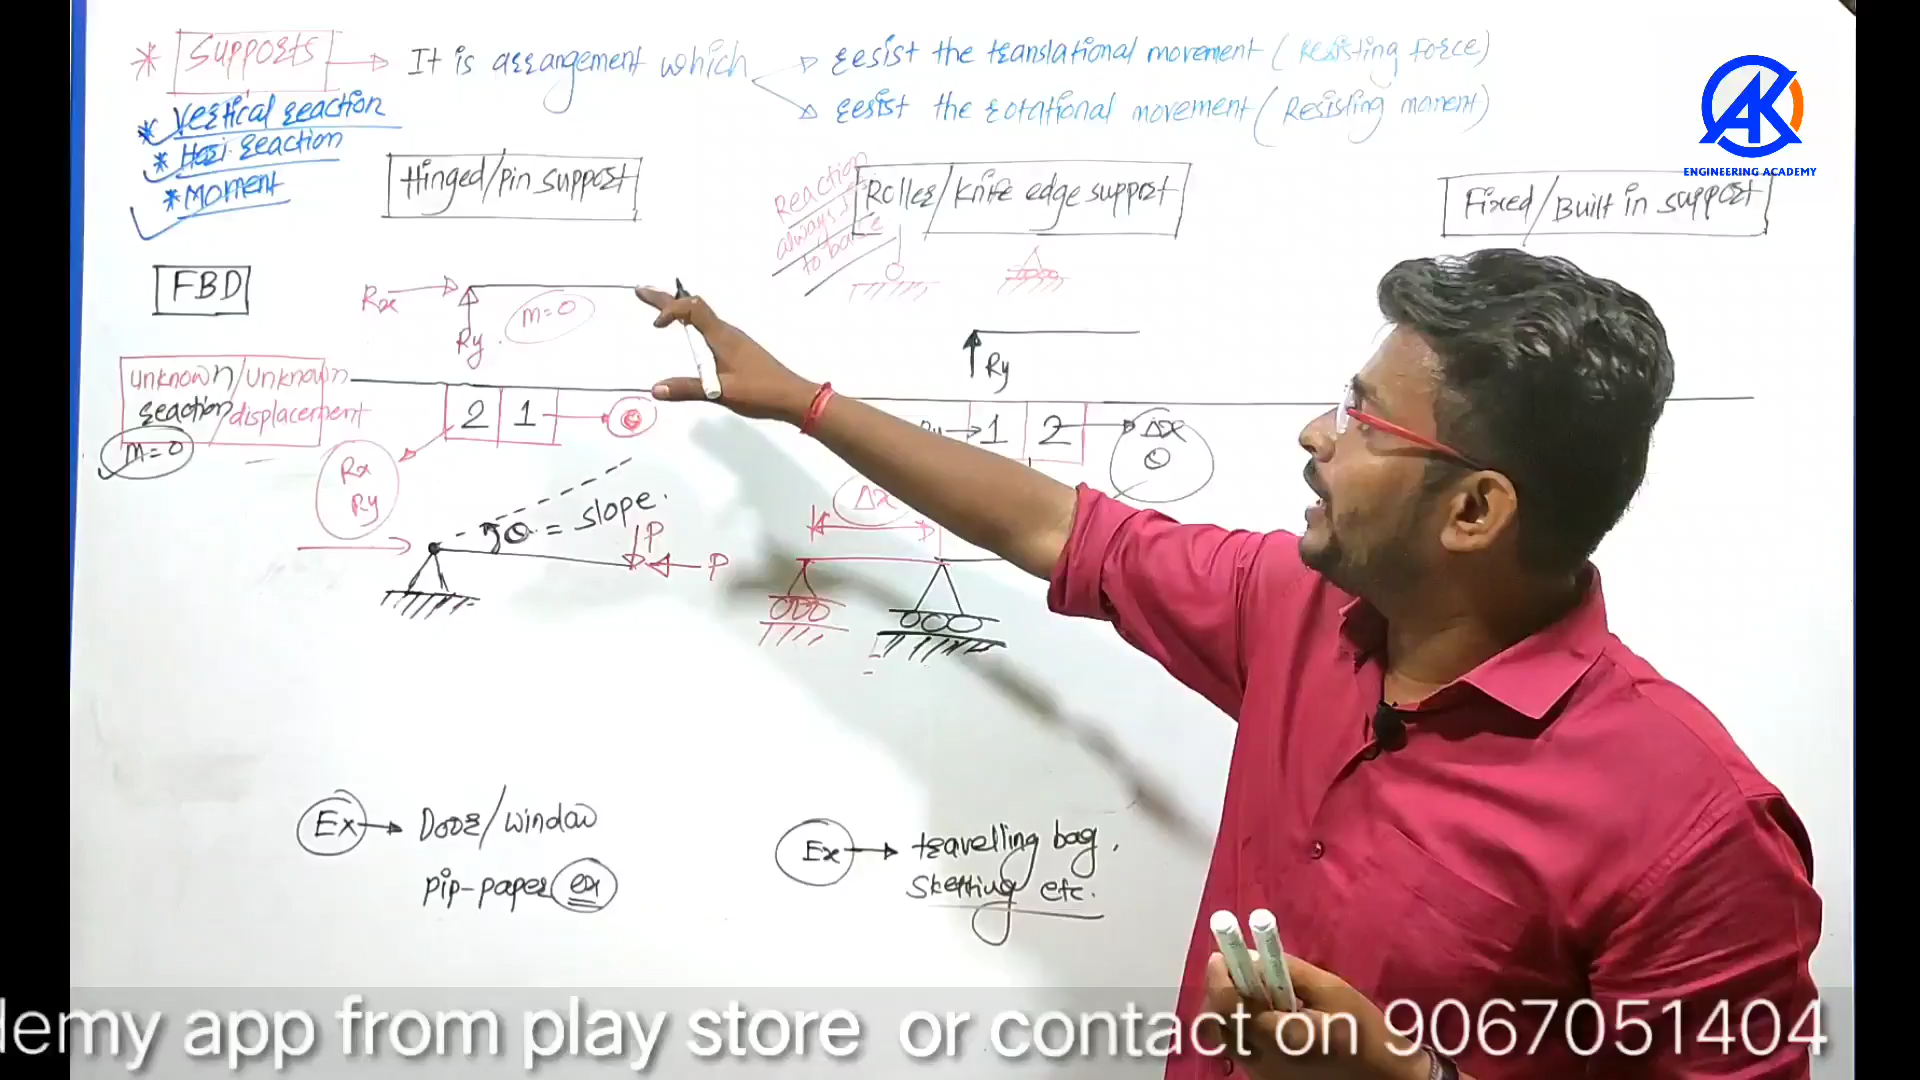 * Supports → It is arrangement which → resist the translational movement (Resisting force)
→ resist the rotational movement (Resisting moment)
* Vertical reaction
* Hori. reaction
* Moment
AK
ENGINEERING ACADEMY
Hinged/pin support
Reaction
always ⊥
to base
Roller/knife edge support
Fixed/Built in support
FBD
Rx
Ry
m=0
Ry
unknown/unknown
reaction/displacement
m=0
2 1 → θ
Rx
Ry
→ 1 2 → Δx
θ
θ = slope.
P
P
Δx
Ex → Door/window
pip-paper ex
Ex → travelling bag.
Sketting etc.
demy app from play store or contact on 9067051404